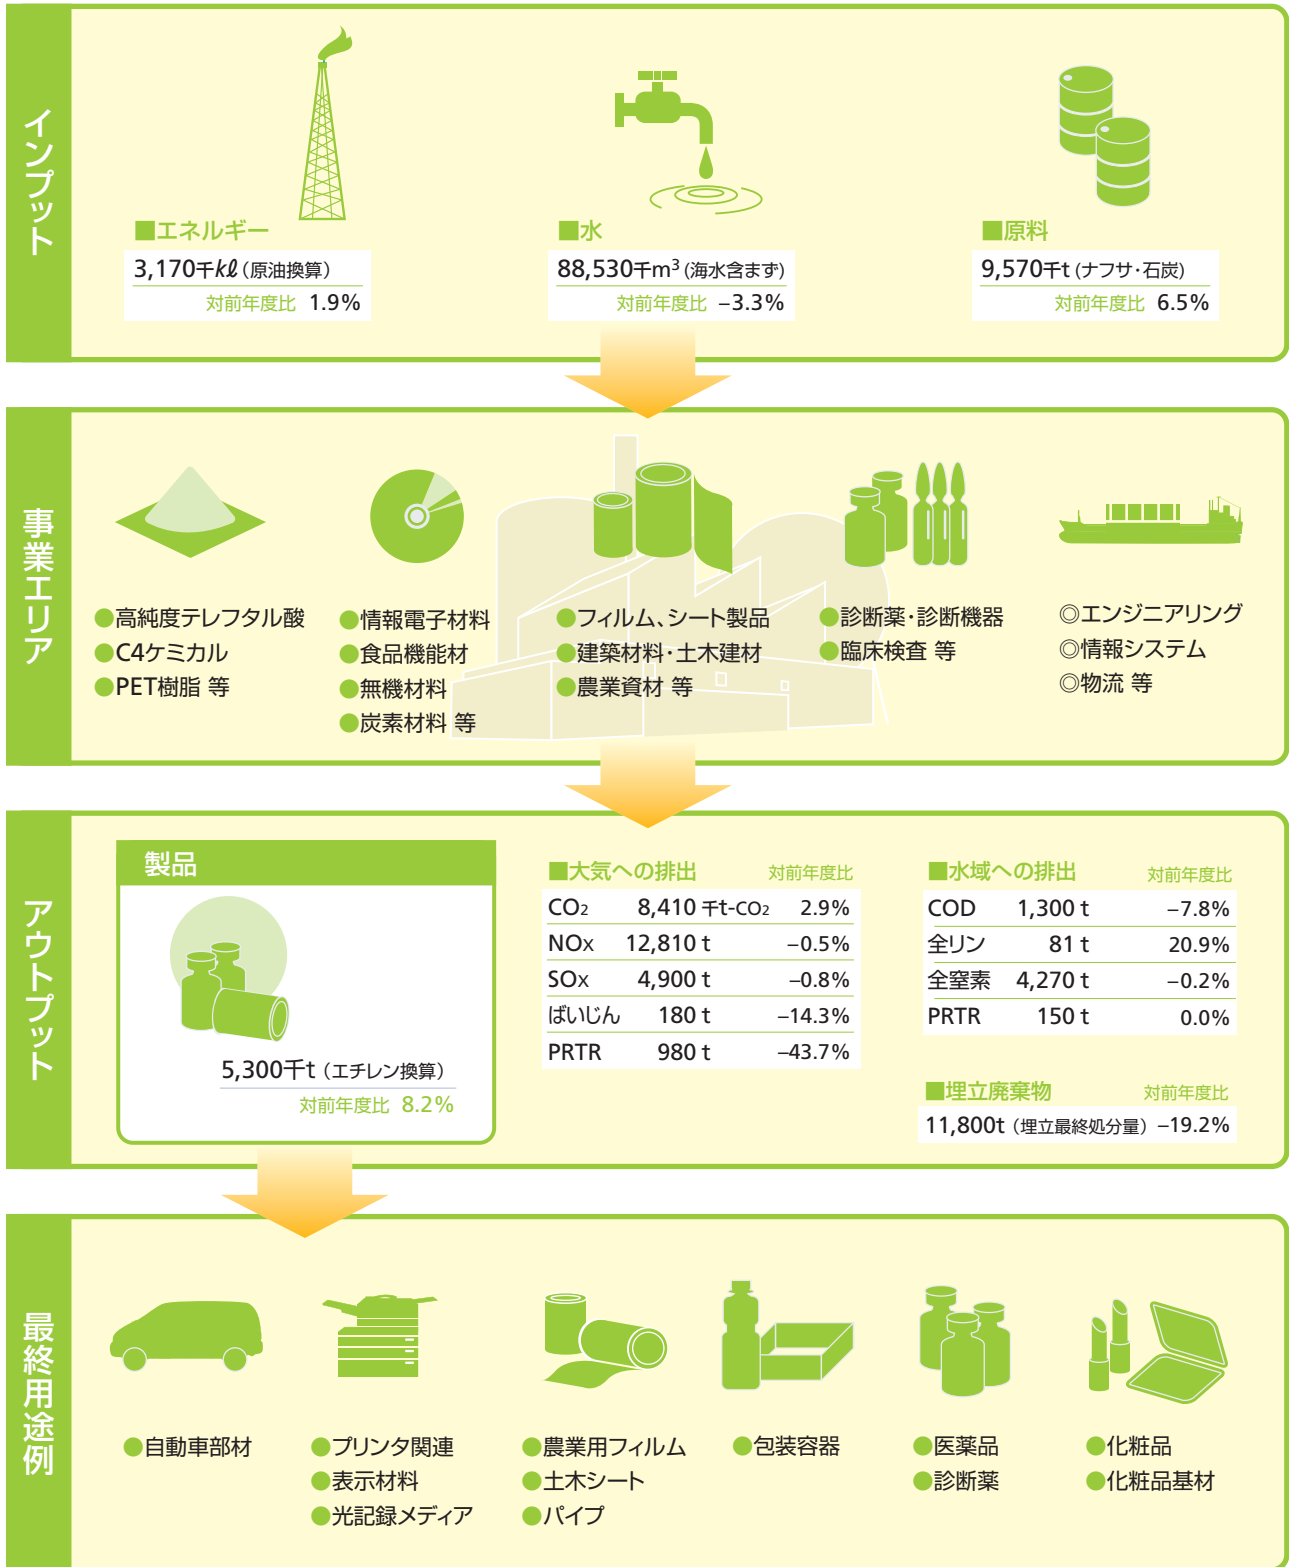 インプット
■エネルギー
3,170千kℓ（原油換算）
対前年度比 1.9%
■水
88,530千m³（海水含まず）
対前年度比 −3.3%
■原料
9,570千t（ナフサ・石炭）
対前年度比 6.5%
事業エリア
●高純度テレフタル酸
●C4ケミカル
●PET樹脂 等
●情報電子材料
●食品機能材
●無機材料
●炭素材料 等
●フィルム、シート製品
●建築材料・土木建材
●農業資材 等
●診断薬・診断機器
●臨床検査 等
◎エンジニアリング
◎情報システム
◎物流 等
アウトプット
製品
5,300千t（エチレン換算）
対前年度比 8.2%
■大気への排出 対前年度比
CO₂ 8,410 千t-CO₂ 2.9%
NOx 12,810 t −0.5%
SOx 4,900 t −0.8%
ばいじん 180 t −14.3%
PRTR 980 t −43.7%
■水域への排出 対前年度比
COD 1,300 t −7.8%
全リン 81 t 20.9%
全窒素 4,270 t −0.2%
PRTR 150 t 0.0%
■埋立廃棄物 対前年度比
11,800t（埋立最終処分量） −19.2%
最終用途例
●自動車部材
●プリンタ関連
●表示材料
●光記録メディア
●農業用フィルム
●土木シート
●パイプ
●包装容器
●医薬品
●診断薬
●化粧品
●化粧品基材